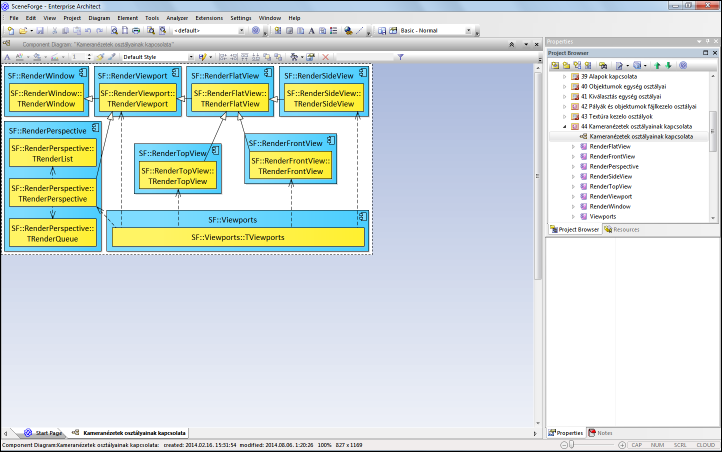 SceneForge - Enterprise Architect
File Edit View Project Diagram Element Tools Analyzer Extensions Settings Window Help
<default> Basic - Normal
Component Diagram: "Kameranézetek osztályainak kapcsolata"
Default Style
SF::RenderWindow
SF::RenderWindow::
TRenderWindow
SF::RenderViewport
SF::RenderViewport::
TRenderViewport
SF::RenderFlatView
SF::RenderFlatView::
TRenderFlatView
SF::RenderSideView
SF::RenderSideView::
TRenderSideView
SF::RenderPerspective
SF::RenderPerspective::
TRenderList
SF::RenderPerspective::
TRenderPerspective
SF::RenderPerspective::
TRenderQueue
SF::RenderTopView
SF::RenderTopView::
TRenderTopView
SF::RenderFrontView
SF::RenderFrontView::
TRenderFrontView
SF::Viewports
SF::Viewports::TViewports
Properties
Project Browser
39 Alapok kapcsolata
40 Objektumok egység osztályai
41 Kiválasztás egység osztályai
42 Pályák és objektumok fájlkezelo osztályai
43 Textúra kezelo osztályok
44 Kameranézetek osztályainak kapcsolata
Kameranézetek osztályainak kapcsolata
RenderFlatView
RenderFrontView
RenderPerspective
RenderSideView
RenderTopView
RenderViewport
RenderWindow
Viewports
Project Browser Resources
Start Page Kameranézetek osztályainak kapcsolata
Properties Notes
Component Diagram:Kameranézetek osztályainak kapcsolata: created: 2014.02.16. 15:31:54 modified: 2014.08.06. 1:20:26 100% 827 x 1169
CAP NUM SCRL CLOUD